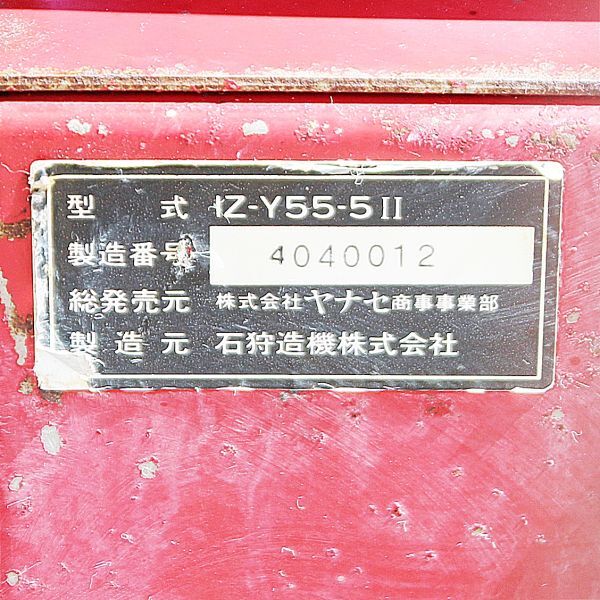 型 式 IZ-Y55-5II
製造番号 4040012
総発売元 株式会社ヤナセ商事事業部
製造元 石狩造機株式会社